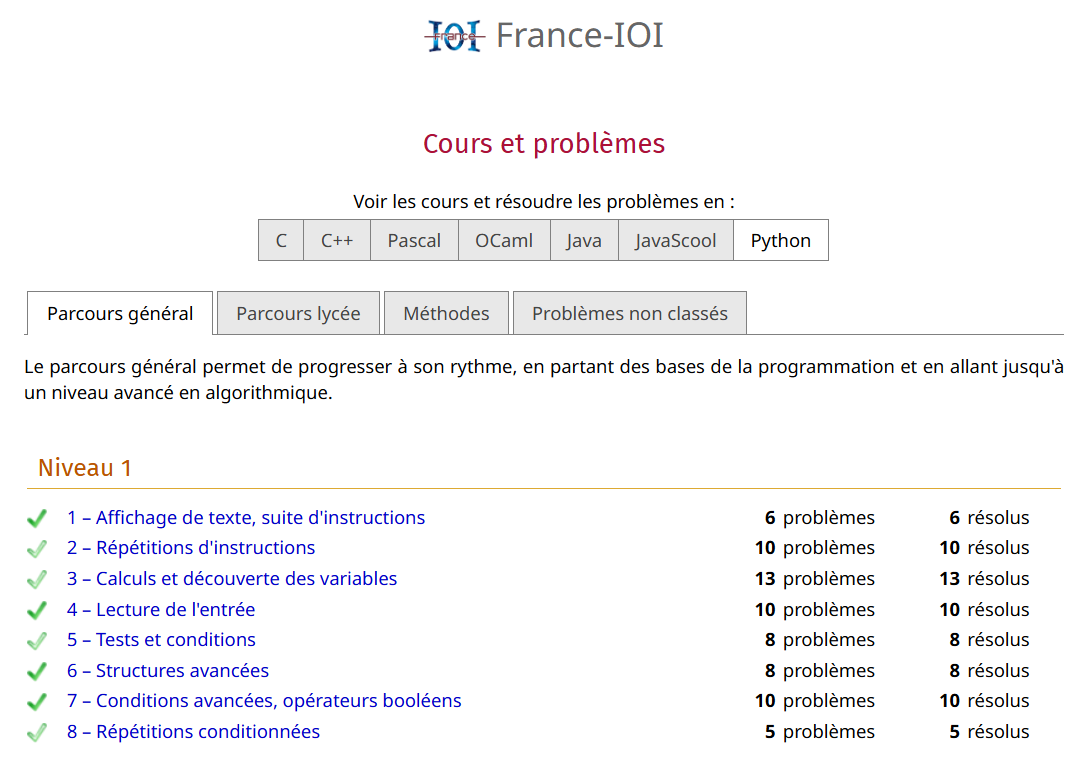 France France-IOI
Cours et problèmes
Voir les cours et résoudre les problèmes en :
C C++ Pascal OCaml Java JavaScool Python
Parcours général Parcours lycée Méthodes Problèmes non classés
Le parcours général permet de progresser à son rythme, en partant des bases de la programmation et en allant jusqu'à
un niveau avancé en algorithmique.
Niveau 1
1 – Affichage de texte, suite d'instructions 6 problèmes 6 résolus
2 – Répétitions d'instructions 10 problèmes 10 résolus
3 – Calculs et découverte des variables 13 problèmes 13 résolus
4 – Lecture de l'entrée 10 problèmes 10 résolus
5 – Tests et conditions 8 problèmes 8 résolus
6 – Structures avancées 8 problèmes 8 résolus
7 – Conditions avancées, opérateurs booléens 10 problèmes 10 résolus
8 – Répétitions conditionnées 5 problèmes 5 résolus